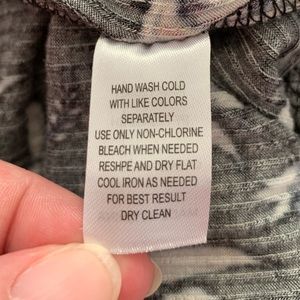 HAND WASH COLD
WITH LIKE COLORS
SEPARATELY
USE ONLY NON-CHLORINE
BLEACH WHEN NEEDED
RESHPE AND DRY FLAT
COOL IRON AS NEEDED
FOR BEST RESULT
DRY CLEAN